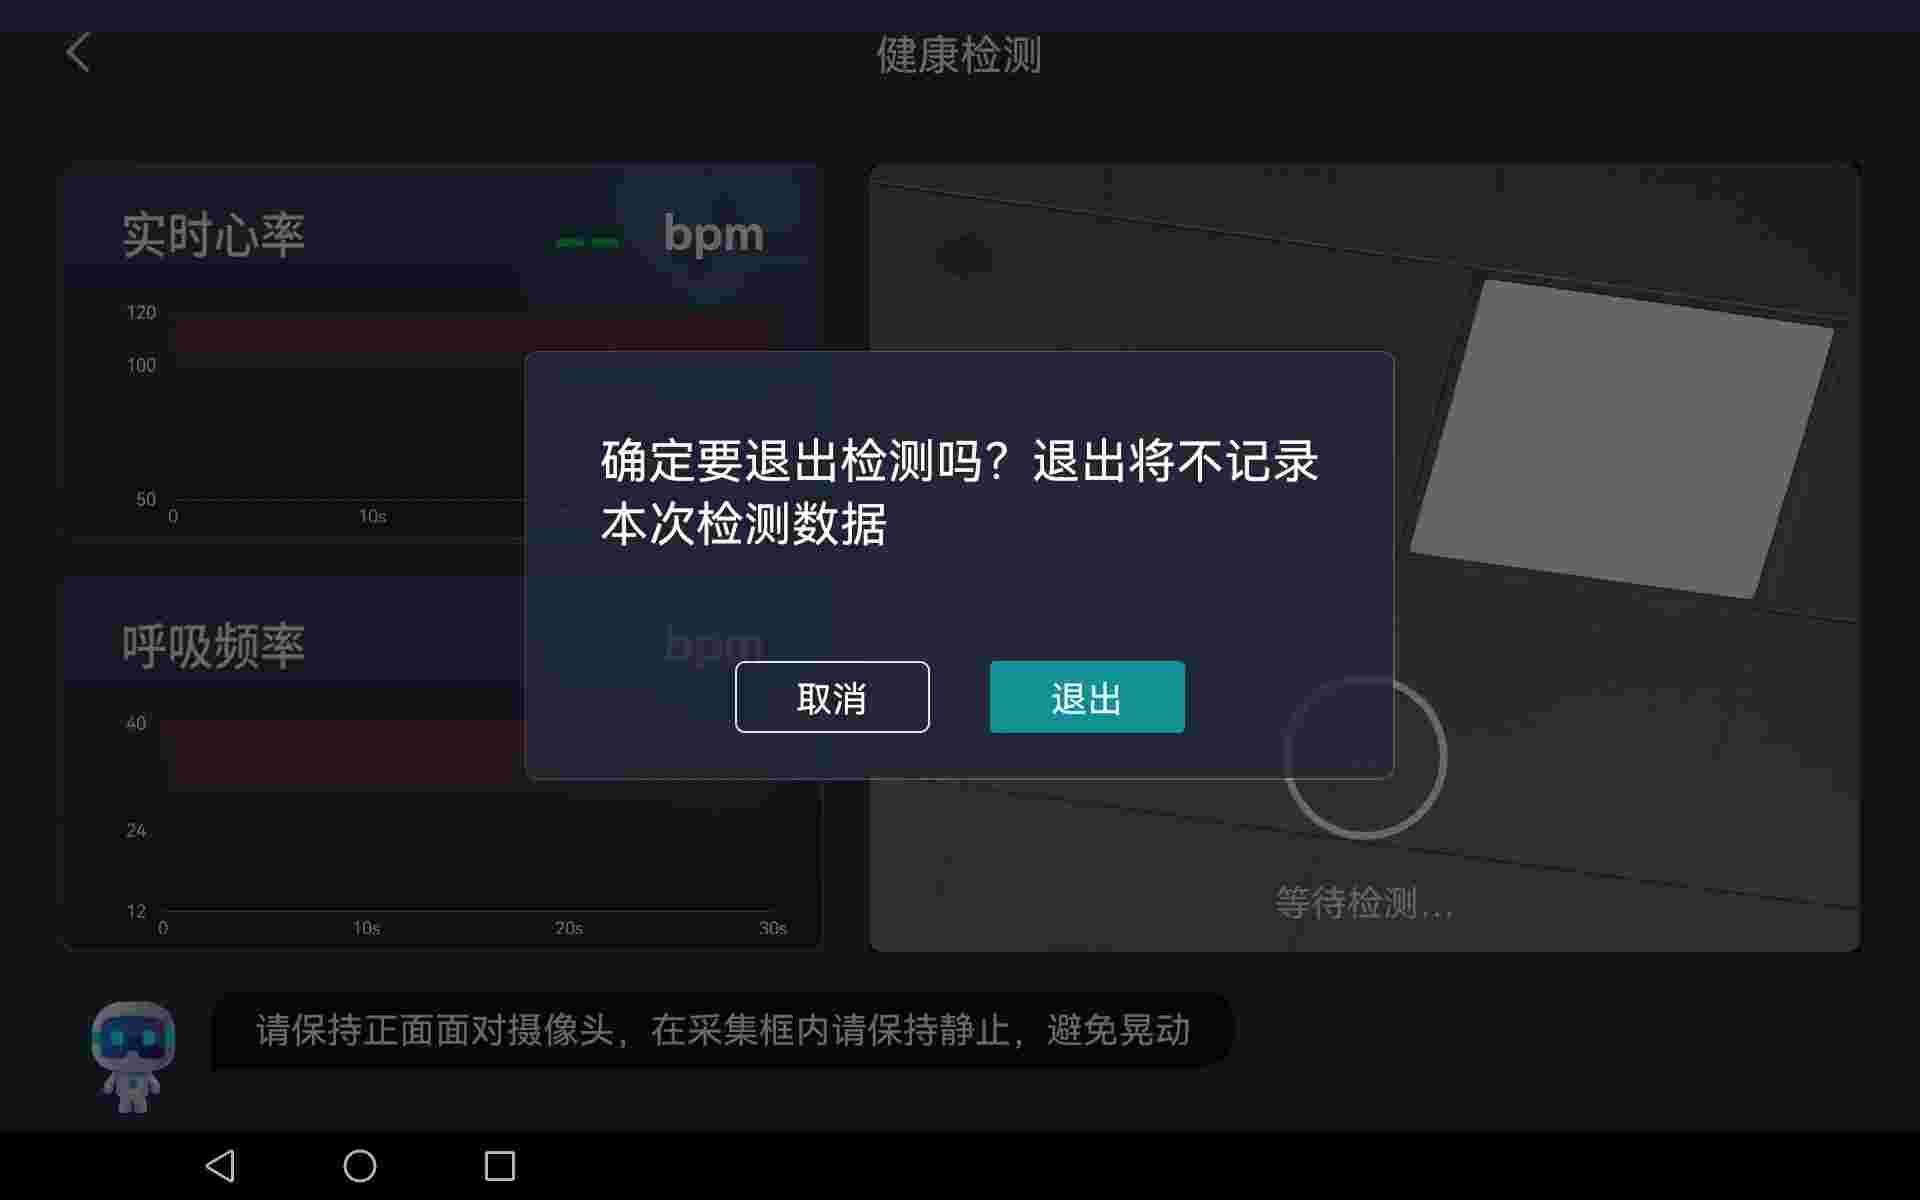 健康检测
实时心率
-- bpm
120
100
50
0 10s
确定要退出检测吗？退出将不记录
本次检测数据
取消 退出
呼吸频率
bpm
40
24
12
0 10s 20s 30s
等待检测...
请保持正面面对摄像头，在采集框内请保持静止，避免晃动